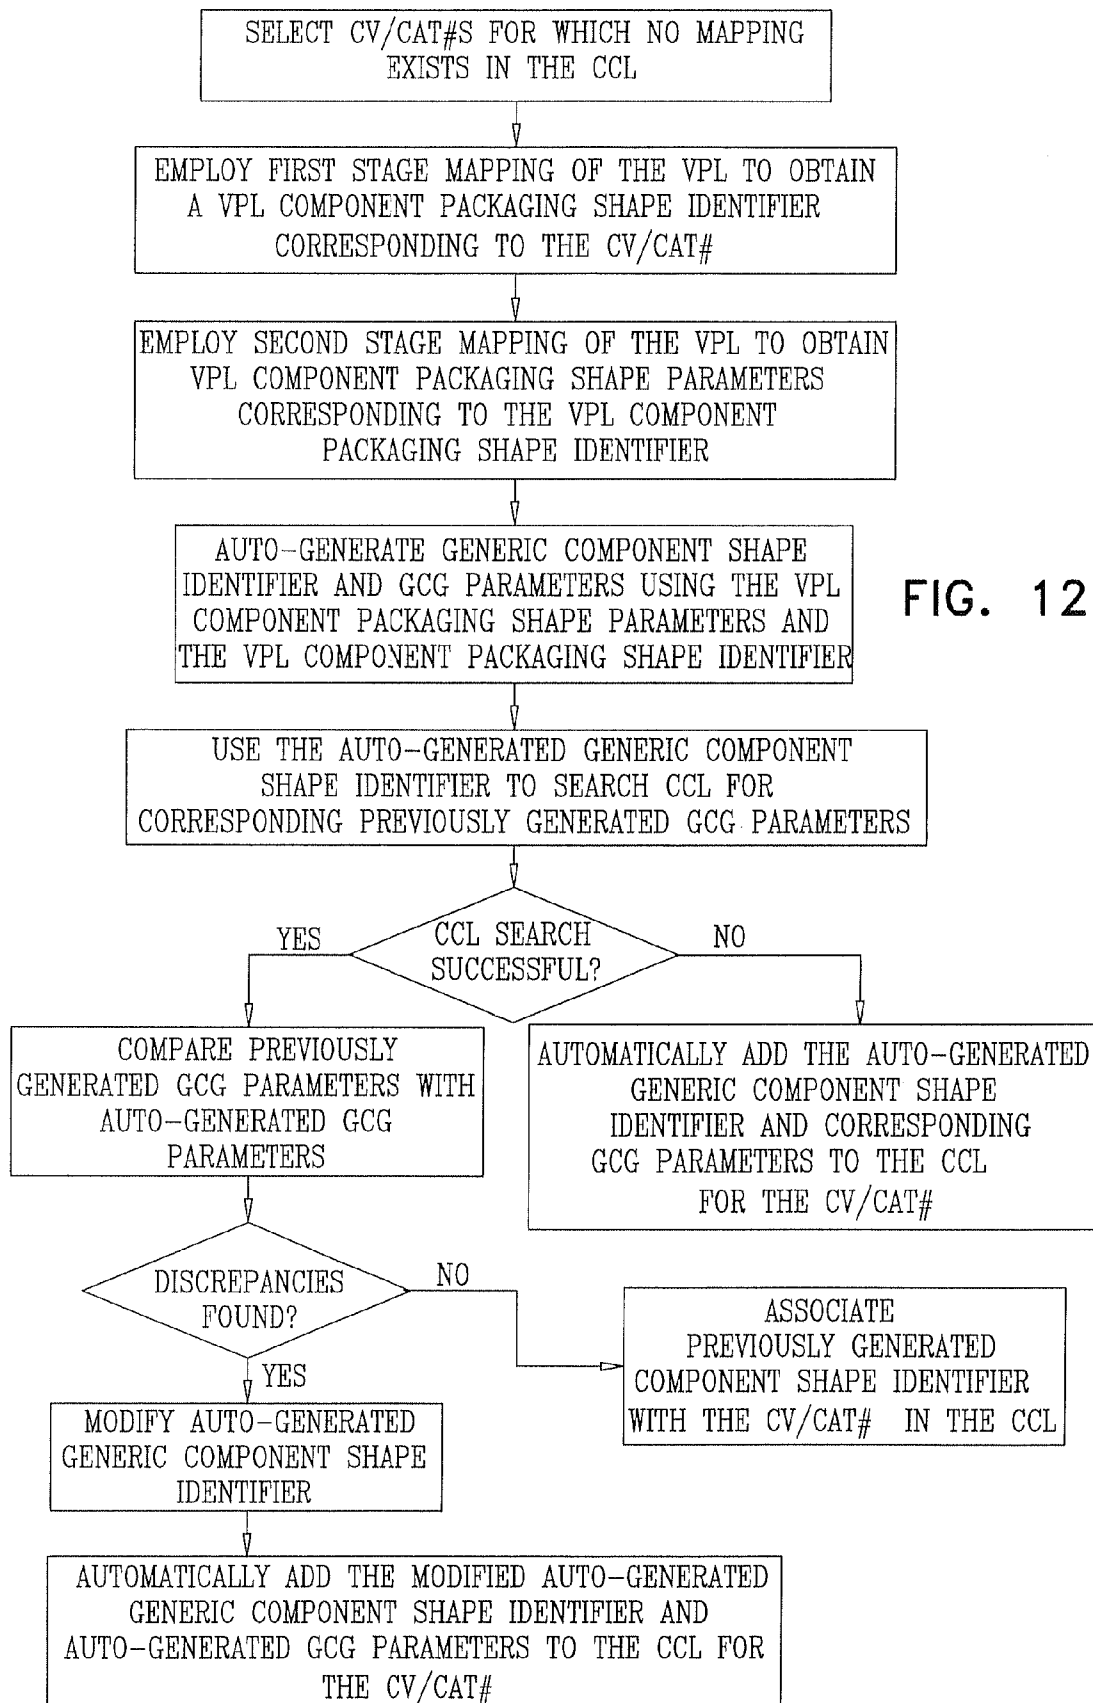 SELECT CV/CAT#S FOR WHICH NO MAPPING
EXISTS IN THE CCL
EMPLOY FIRST STAGE MAPPING OF THE VPL TO OBTAIN
A VPL COMPONENT PACKAGING SHAPE IDENTIFIER
CORRESPONDING TO THE CV/CAT#
EMPLOY SECOND STAGE MAPPING OF THE VPL TO OBTAIN
VPL COMPONENT PACKAGING SHAPE PARAMETERS
CORRESPONDING TO THE VPL COMPONENT
PACKAGING SHAPE IDENTIFIER
AUTO-GENERATE GENERIC COMPONENT SHAPE
IDENTIFIER AND GCG PARAMETERS USING THE VPL
COMPONENT PACKAGING SHAPE PARAMETERS AND
THE VPL COMPONENT PACKAGING SHAPE IDENTIFIER
FIG. 12
USE THE AUTO-GENERATED GENERIC COMPONENT
SHAPE IDENTIFIER TO SEARCH CCL FOR
CORRESPONDING PREVIOUSLY GENERATED GCG PARAMETERS
CCL SEARCH
SUCCESSFUL?
YES
NO
COMPARE PREVIOUSLY
GENERATED GCG PARAMETERS WITH
AUTO-GENERATED GCG
PARAMETERS
AUTOMATICALLY ADD THE AUTO-GENERATED
GENERIC COMPONENT SHAPE
IDENTIFIER AND CORRESPONDING
GCG PARAMETERS TO THE CCL
FOR THE CV/CAT#
DISCREPANCIES
FOUND?
NO
YES
ASSOCIATE
PREVIOUSLY GENERATED
COMPONENT SHAPE IDENTIFIER
WITH THE CV/CAT# IN THE CCL
MODIFY AUTO-GENERATED
GENERIC COMPONENT SHAPE
IDENTIFIER
AUTOMATICALLY ADD THE MODIFIED AUTO-GENERATED
GENERIC COMPONENT SHAPE IDENTIFIER AND
AUTO-GENERATED GCG PARAMETERS TO THE CCL FOR
THE CV/CAT#